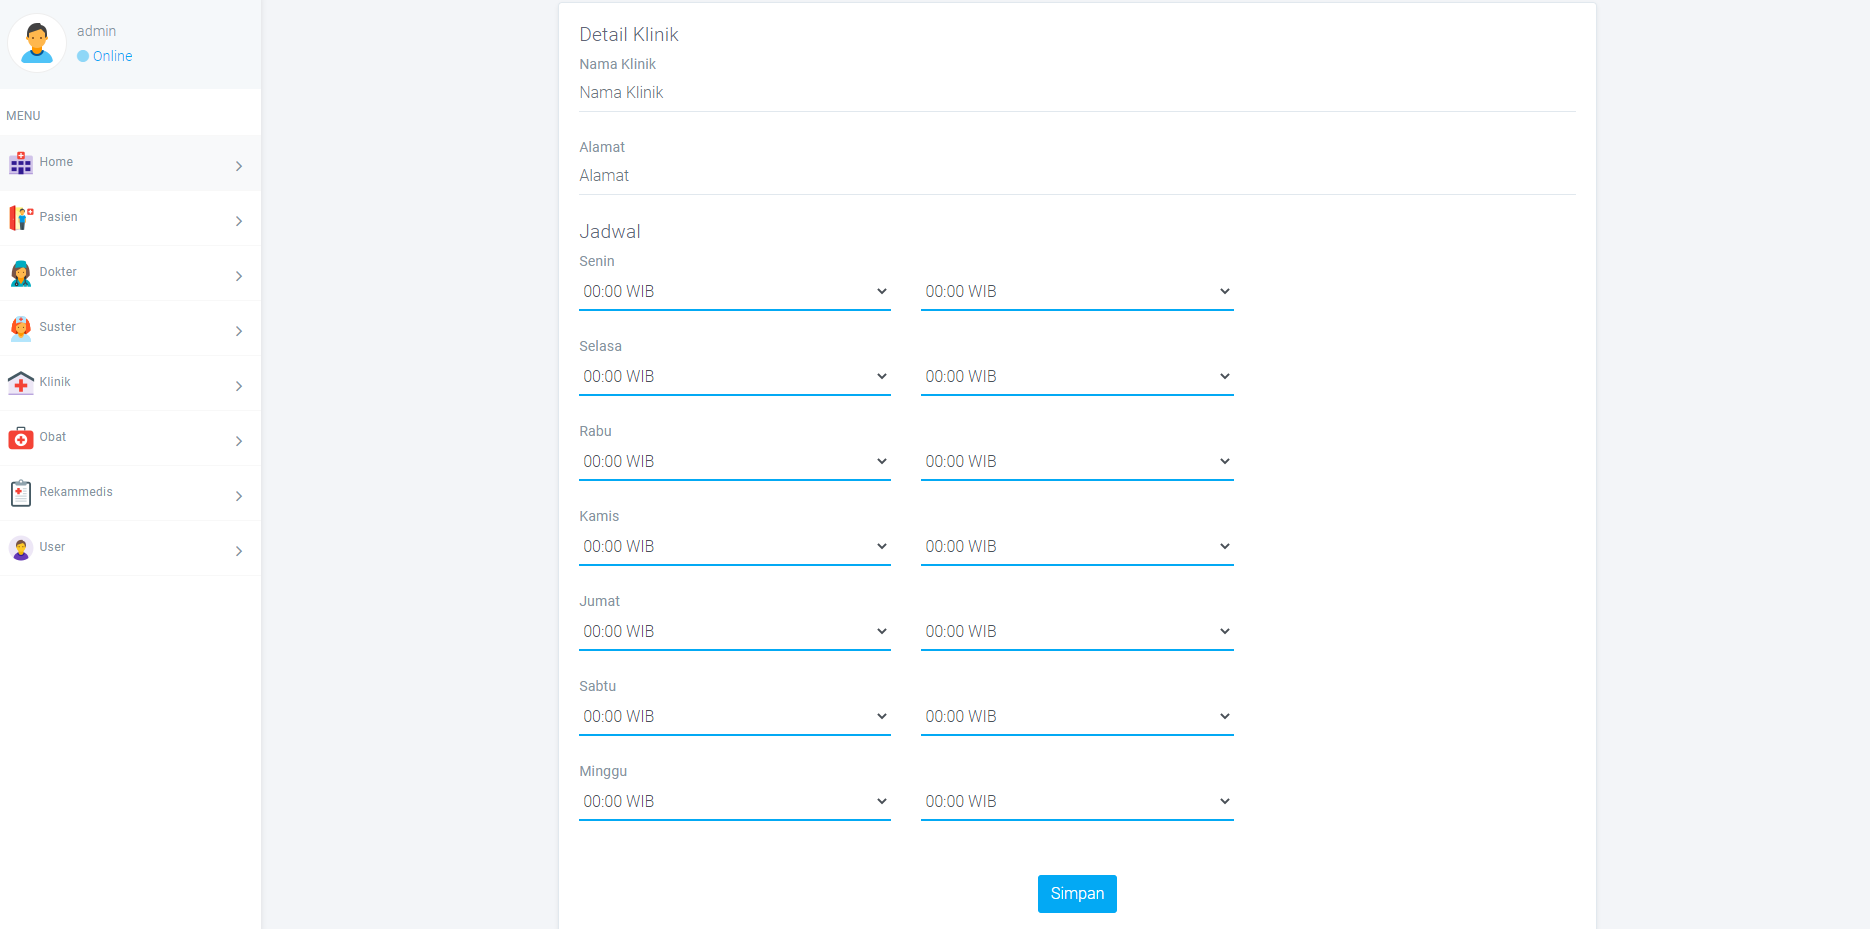 admin
Online
MENU
Home
Pasien
Dokter
Suster
Klinik
Obat
Rekammedis
User
Detail Klinik
Nama Klinik
Nama Klinik
Alamat
Alamat
Jadwal
Senin
00:00 WIB 00:00 WIB
Selasa
00:00 WIB 00:00 WIB
Rabu
00:00 WIB 00:00 WIB
Kamis
00:00 WIB 00:00 WIB
Jumat
00:00 WIB 00:00 WIB
Sabtu
00:00 WIB 00:00 WIB
Minggu
00:00 WIB 00:00 WIB
Simpan